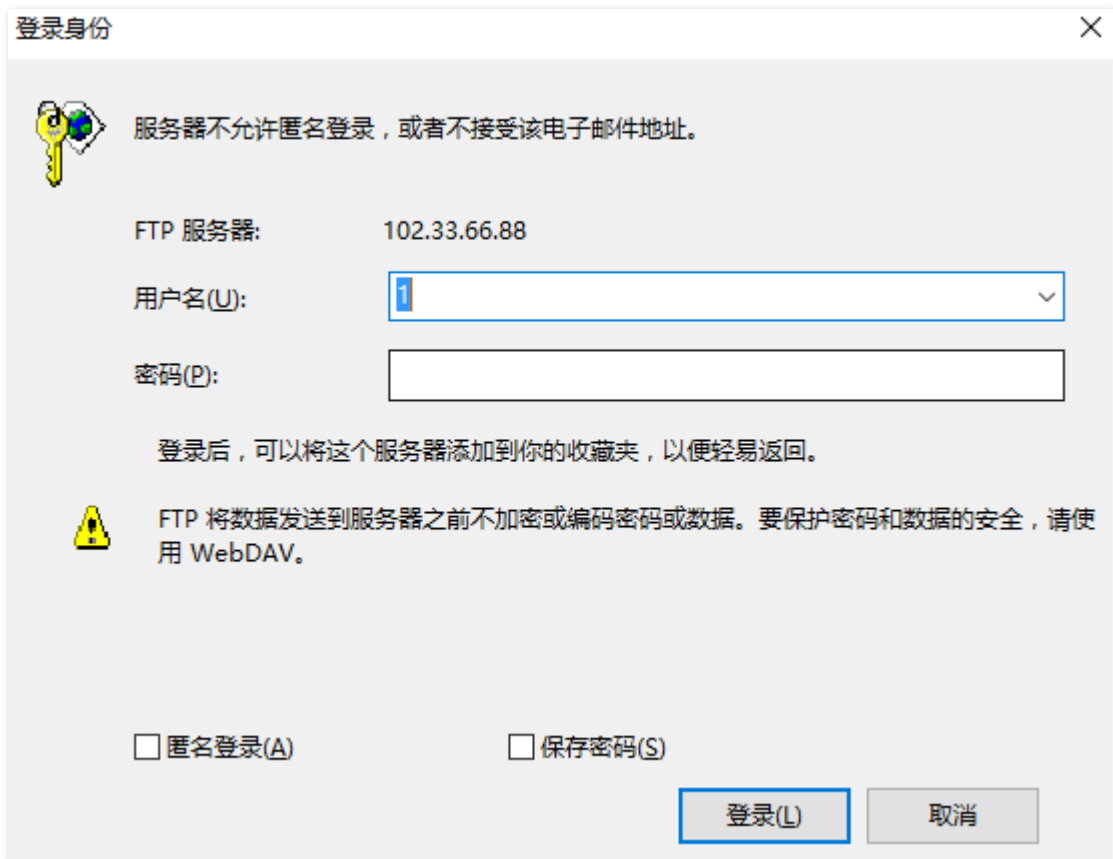 登录身份
服务器不允许匿名登录，或者不接受该电子邮件地址。
FTP 服务器: 102.33.66.88
用户名(U): 1
密码(P):
登录后，可以将这个服务器添加到你的收藏夹，以便轻易返回。
FTP 将数据发送到服务器之前不加密或编码密码或数据。要保护密码和数据的安全，请使
用 WebDAV。
匿名登录(A) 保存密码(S)
登录(L) 取消